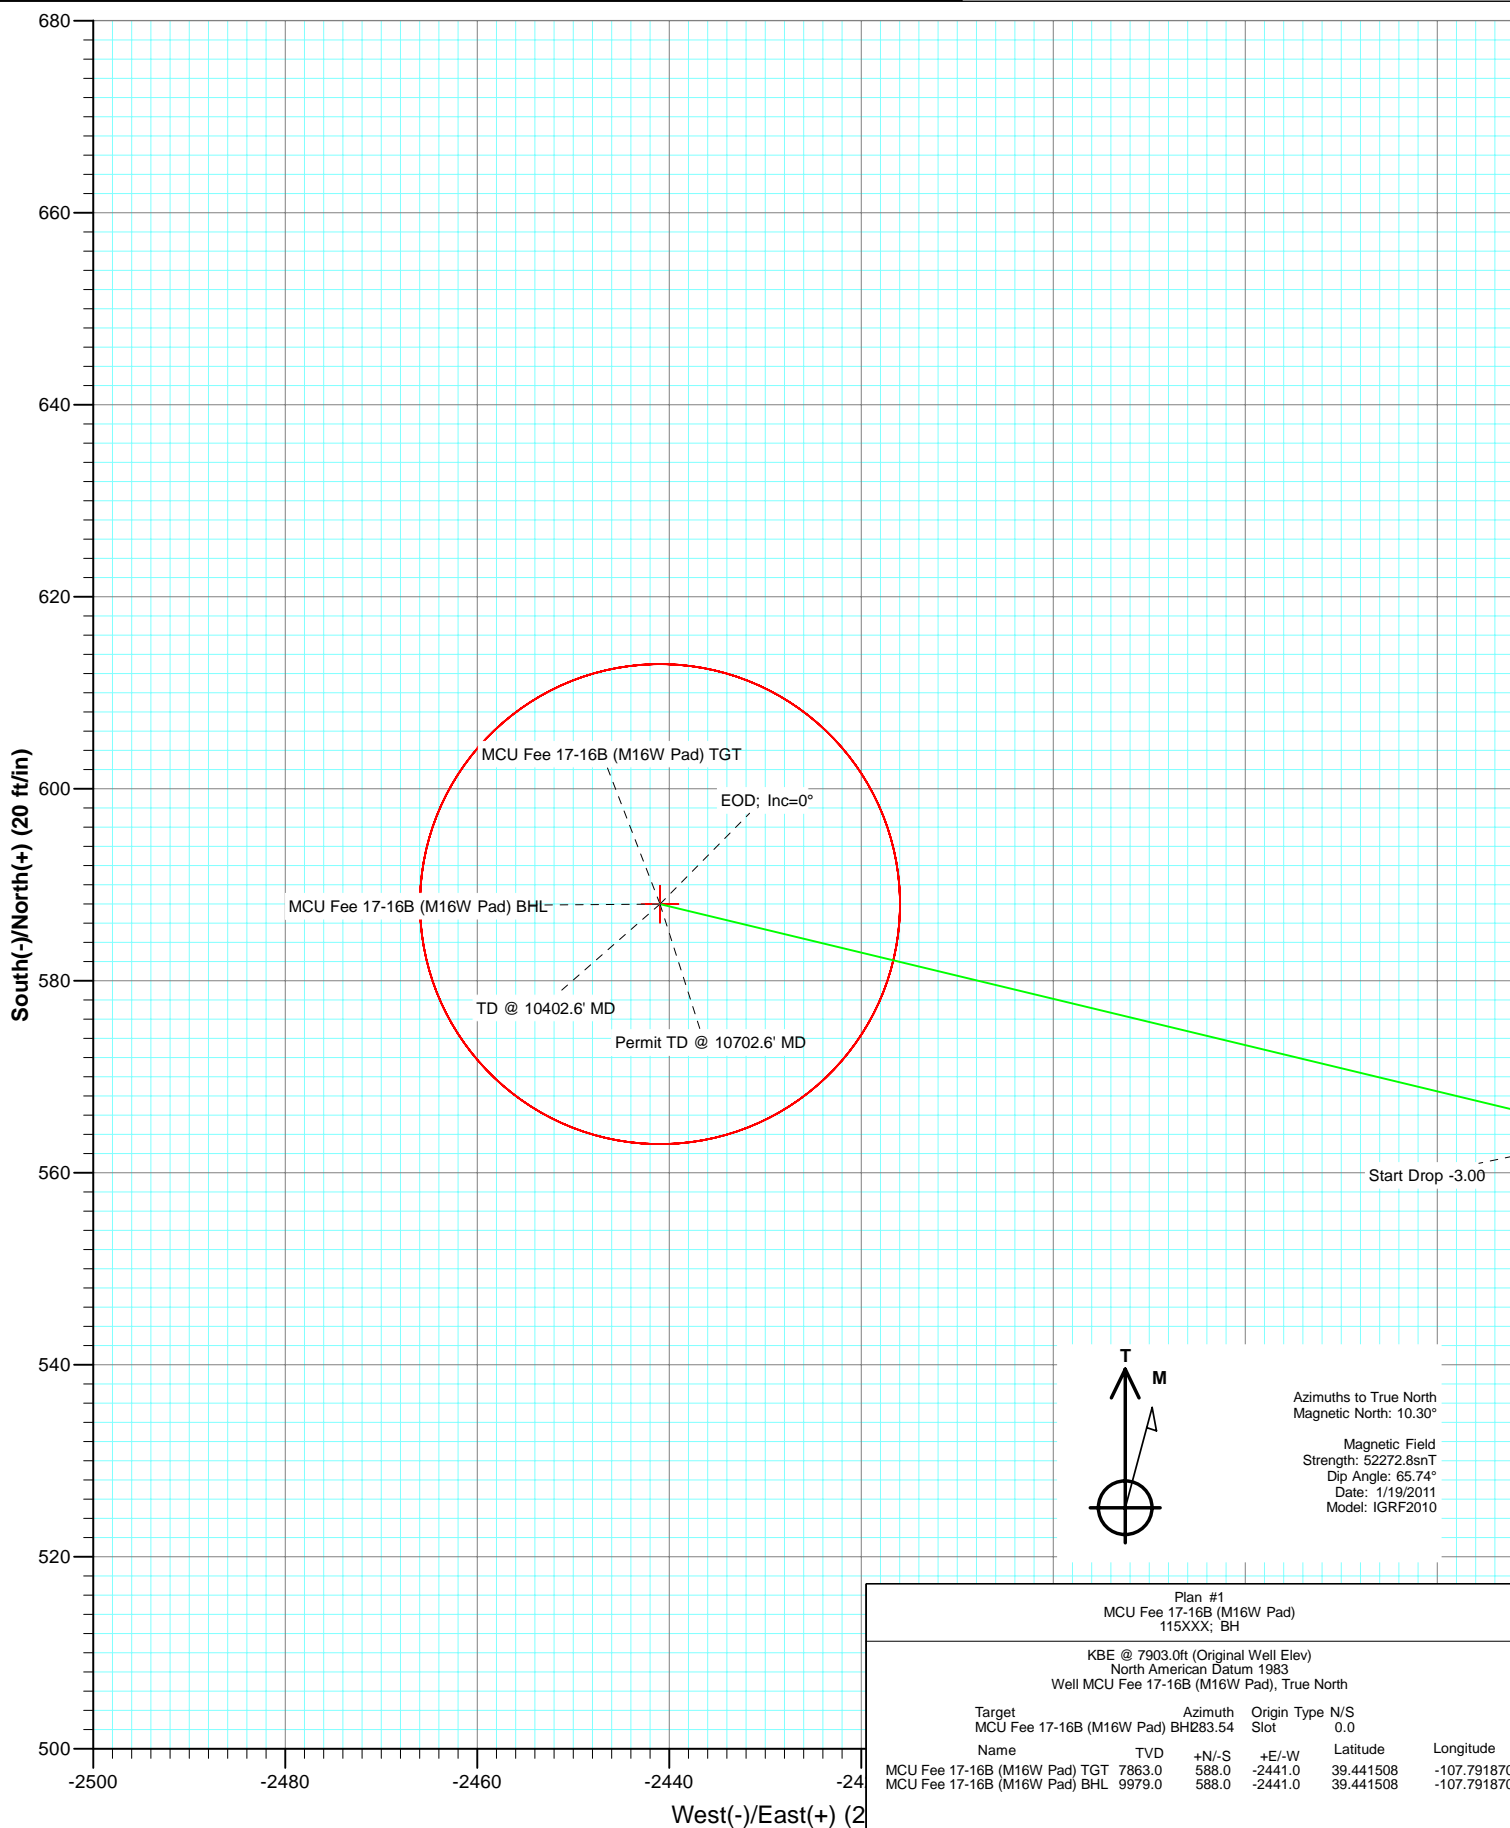 680
660
640
620
600
580
560
540
520
500
South(-)/North(+) (20 ft/in)
MCU Fee 17-16B (M16W Pad) TGT
EOD; Inc=0°
MCU Fee 17-16B (M16W Pad) BHL
TD @ 10402.6' MD
Permit TD @ 10702.6' MD
Start Drop -3.00
T
M
Azimuths to True North
Magnetic North: 10.30°
Magnetic Field
Strength: 52272.8snT
Dip Angle: 65.74°
Date: 1/19/2011
Model: IGRF2010
Plan #1
MCU Fee 17-16B (M16W Pad)
115XXX; BH
KBE @ 7903.0ft (Original Well Elev)
North American Datum 1983
Well MCU Fee 17-16B (M16W Pad), True North
Target Azimuth Origin Type N/S
MCU Fee 17-16B (M16W Pad) BHL 283.54 Slot 0.0
Name TVD +N/-S +E/-W Latitude Longitude
MCU Fee 17-16B (M16W Pad) TGT 7863.0 588.0 -2441.0 39.441508 -107.791870
MCU Fee 17-16B (M16W Pad) BHL 9979.0 588.0 -2441.0 39.441508 -107.791870
-2500 -2480 -2460 -2440 -24
West(-)/East(+) (2